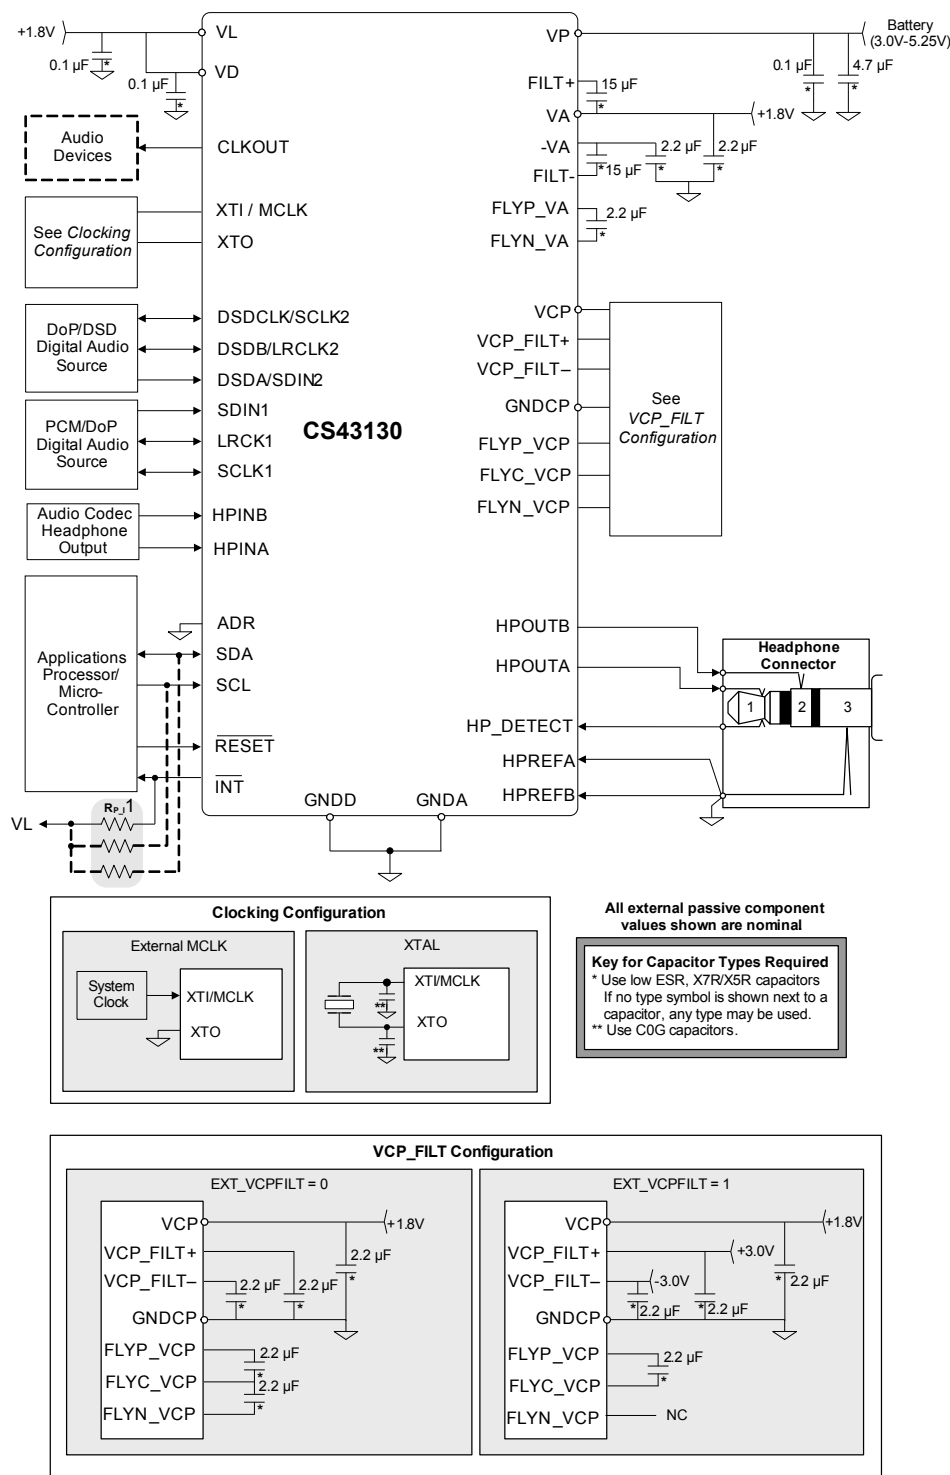 +1.8V
VL
0.1 µF
*
VD
0.1 µF
*
VP
Battery
(3.0V-5.25V)
0.1 µF
*
4.7 µF
*
FILT+
15 µF
*
VA
+1.8V
-VA
2.2 µF
*
2.2 µF
*
FILT-
15 µF
*
FLYP_VA
2.2 µF
*
FLYN_VA
Audio
Devices
CLKOUT
See Clocking
Configuration
XTI / MCLK
XTO
DoP/DSD
Digital Audio
Source
DSDCLK/SCLK2
DSDB/LRCLK2
DSDA/SDIN2
PCM/DoP
Digital Audio
Source
SDIN1
LRCK1
SCLK1
CS43130
VCP
VCP_FILT+
VCP_FILT–
GNDCP
FLYP_VCP
FLYC_VCP
FLYN_VCP
See
VCP_FILT
Configuration
Audio Codec
Headphone
Output
HPINB
HPINA
Applications
Processor/
Micro-
Controller
ADR
SDA
SCL
RESET
INT
HPOUTB
HPOUTA
HP_DETECT
HPREFA
HPREFB
Headphone
Connector
1
2
3
GNDD
GNDA
VL
RP_I1
Clocking Configuration
External MCLK
System
Clock
XTI/MCLK
XTO
XTAL
XTI/MCLK
**
XTO
**
All external passive component
values shown are nominal
Key for Capacitor Types Required
* Use low ESR, X7R/X5R capacitors
If no type symbol is shown next to a
capacitor, any type may be used.
** Use C0G capacitors.
VCP_FILT Configuration
EXT_VCPFILT = 0
VCP
+1.8V
VCP_FILT+
2.2 µF
*
VCP_FILT–
2.2 µF
*
2.2 µF
*
GNDCP
FLYP_VCP
2.2 µF
*
FLYC_VCP
2.2 µF
*
FLYN_VCP
EXT_VCPFILT = 1
VCP
+1.8V
VCP_FILT+
+3.0V
VCP_FILT–
-3.0V
*
2.2 µF
*
2.2 µF
*
2.2 µF
GNDCP
FLYP_VCP
2.2 µF
*
FLYC_VCP
FLYN_VCP
NC